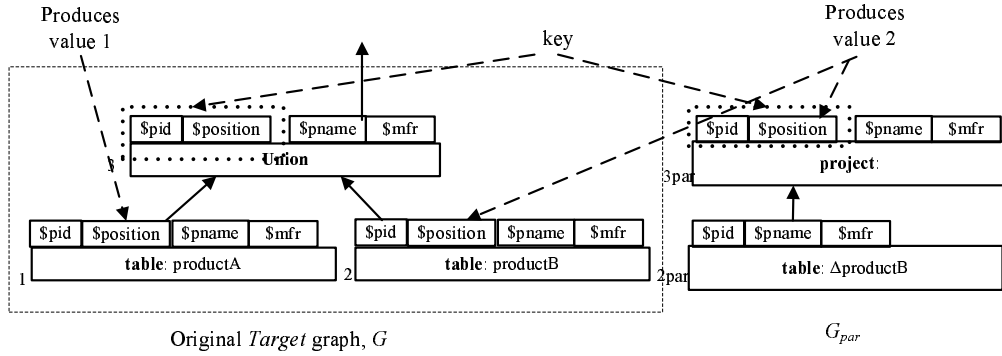 Produces
value 1
key
Produces
value 2
$pid $position $pname $mfr
3 Union
$pid $position $pname $mfr
3par project:
$pid $position $pname $mfr
1 table: productA
$pid $position $pname $mfr
2 table: productB
$pid $pname $mfr
2par table: ΔproductB
Original Target graph, G
Gpar